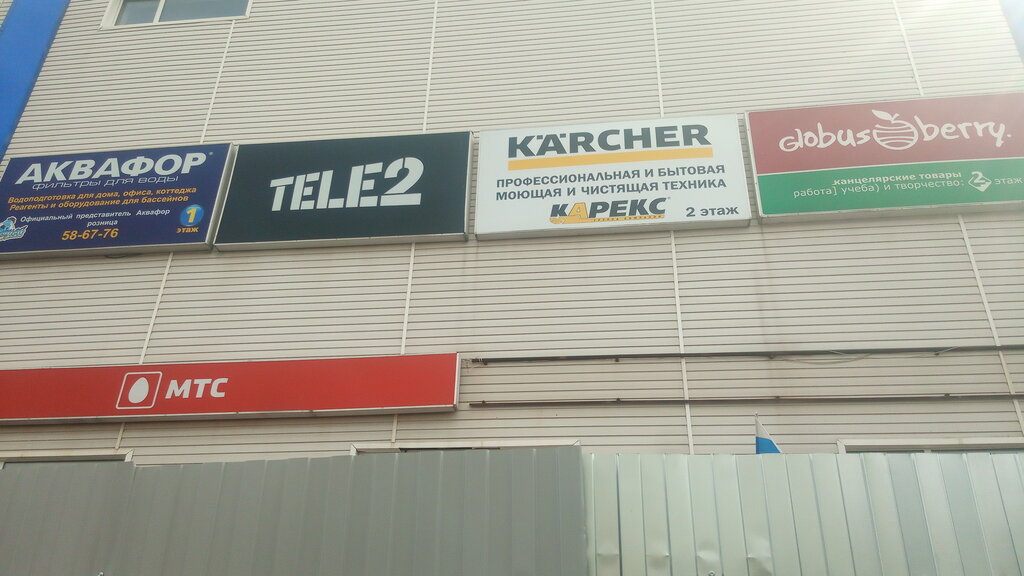 АКВАФОР
ФИЛЬТРЫ ДЛЯ ВОДЫ
Водоподготовка для дома, офиса, коттеджа
Реагенты и оборудование для бассейнов
Официальный представитель Аквафор
розница
58-67-76
1
этаж
TELE2
KÄRCHER
ПРОФЕССИОНАЛЬНАЯ И БЫТОВАЯ
МОЮЩАЯ И ЧИСТЯЩАЯ ТЕХНИКА
КАРЕКС
2 этаж
globusberry.
канцелярские товары
работа(учеба) и творчество: 2 этаж
МТС